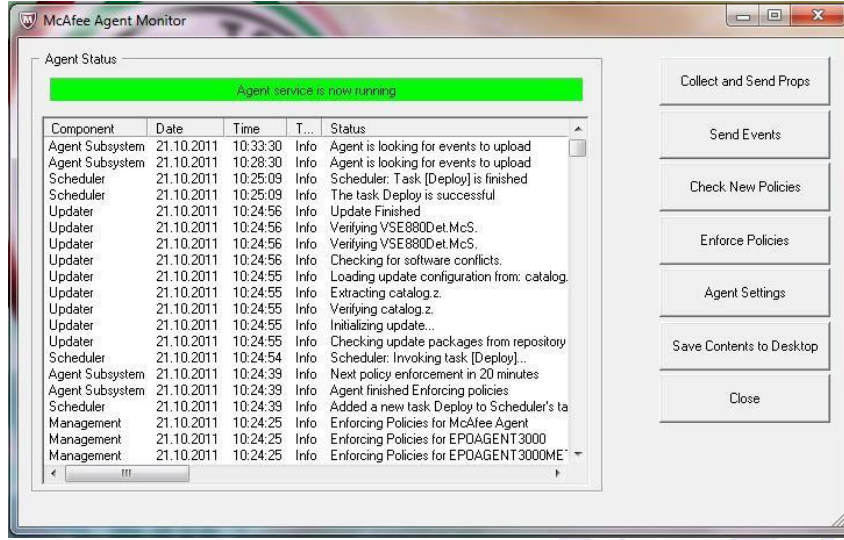 McAfee Agent Monitor
Agent Status
Agent service is now running
Component Date Time T... Status
Agent Subsystem 21.10.2011 10:33:30 Info Agent is looking for events to upload
Agent Subsystem 21.10.2011 10:28:30 Info Agent is looking for events to upload
Scheduler 21.10.2011 10:25:09 Info Scheduler: Task [Deploy] is finished
Scheduler 21.10.2011 10:25:09 Info The task Deploy is successful
Updater 21.10.2011 10:24:56 Info Update Finished
Updater 21.10.2011 10:24:56 Info Verifying VSE880Det.McS.
Updater 21.10.2011 10:24:56 Info Verifying VSE880Det.McS.
Updater 21.10.2011 10:24:56 Info Checking for software conflicts.
Updater 21.10.2011 10:24:55 Info Loading update configuration from: catalog.
Updater 21.10.2011 10:24:55 Info Extracting catalog.z.
Updater 21.10.2011 10:24:55 Info Verifying catalog.z.
Updater 21.10.2011 10:24:55 Info Initializing update...
Updater 21.10.2011 10:24:55 Info Checking update packages from repository
Scheduler 21.10.2011 10:24:54 Info Scheduler: Invoking task [Deploy]...
Agent Subsystem 21.10.2011 10:24:39 Info Next policy enforcement in 20 minutes
Agent Subsystem 21.10.2011 10:24:39 Info Agent finished Enforcing policies
Scheduler 21.10.2011 10:24:39 Info Added a new task Deploy to Scheduler's ta
Management 21.10.2011 10:24:25 Info Enforcing Policies for McAfee Agent
Management 21.10.2011 10:24:25 Info Enforcing Policies for EPOAGENT3000
Management 21.10.2011 10:24:25 Info Enforcing Policies for EPOAGENT3000ME
Collect and Send Props
Send Events
Check New Policies
Enforce Policies
Agent Settings
Save Contents to Desktop
Close